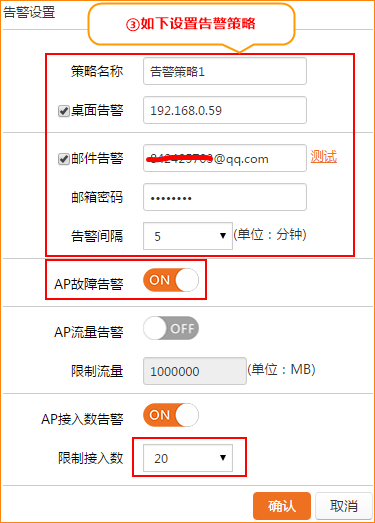 告警设置
③如下设置告警策略
策略名称 告警策略1
桌面告警 192.168.0.59
邮件告警 @qq.com 测试
邮箱密码 ••••••••
告警间隔 5 (单位：分钟)
AP故障告警 ON
AP流量告警 OFF
限制流量 1000000 (单位：MB)
AP接入数告警 ON
限制接入数 20
确认 取消